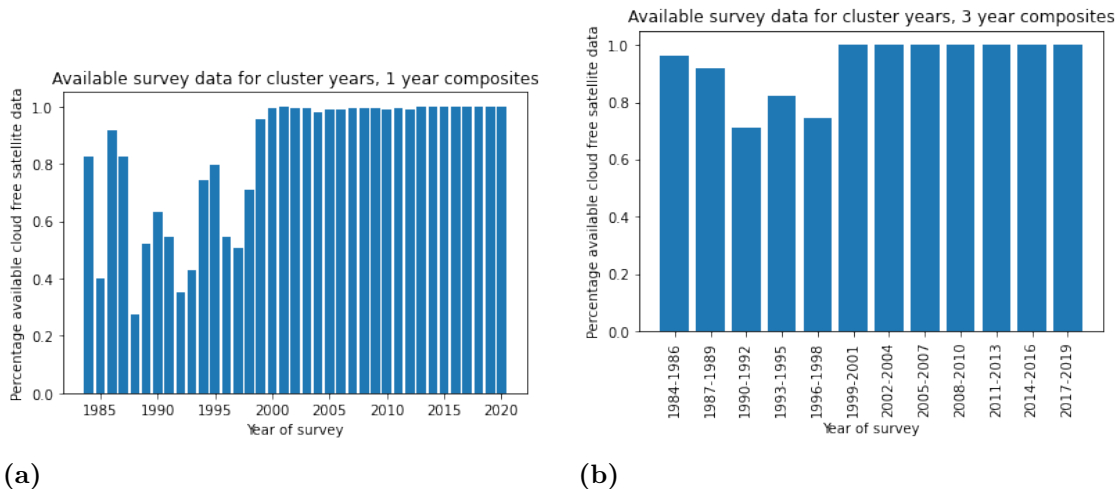 Available survey data for cluster years, 1 year composites
Percentage available cloud free satellite data
1.0
0.8
0.6
0.4
0.2
0.0
1985 1990 1995 2000 2005 2010 2015 2020
Year of survey
(a)
Available survey data for cluster years, 3 year composites
Percentage available cloud free satellite data
1.0
0.8
0.6
0.4
0.2
0.0
1984-1986
1987-1989
1990-1992
1993-1995
1996-1998
1999-2001
2002-2004
2005-2007
2008-2010
2011-2013
2014-2016
2017-2019
Year of survey
(b)